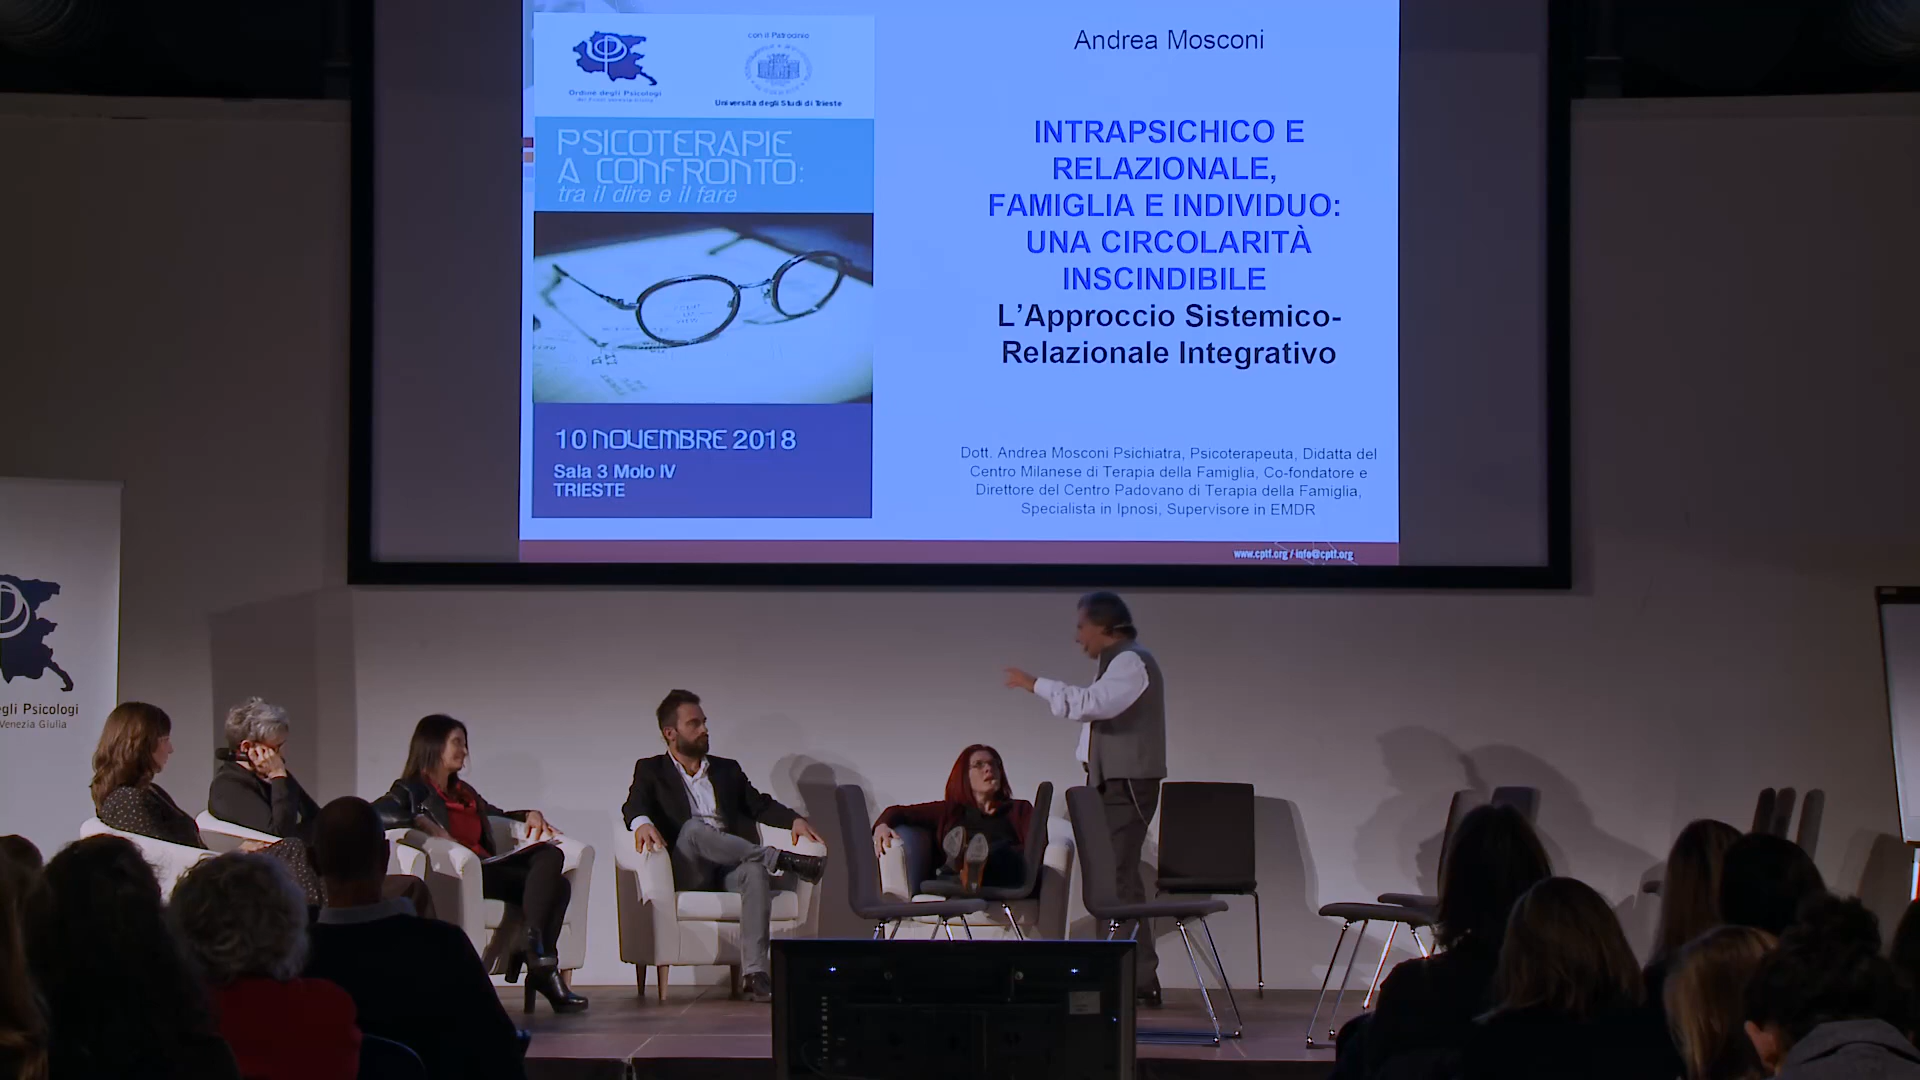 con il Patrocinio
Ordine degli Psicologi
del Friuli Venezia Giulia
Università degli Studi di Trieste
PSICOTERAPIE
A CONFRONTO:
tra il dire e il fare
10 NOVEMBRE 2018
Sala 3 Molo IV
TRIESTE
Andrea Mosconi
INTRAPSICHICO E
RELAZIONALE,
FAMIGLIA E INDIVIDUO:
UNA CIRCOLARITÀ
INSCINDIBILE
L’Approccio Sistemico-
Relazionale Integrativo
Dott. Andrea Mosconi Psichiatra, Psicoterapeuta, Didatta del
Centro Milanese di Terapia della Famiglia, Co-fondatore e
Direttore del Centro Padovano di Terapia della Famiglia,
Specialista in Ipnosi, Supervisore in EMDR
www.cptf.org / info@cptf.org
egli Psicologi
Venezia Giulia